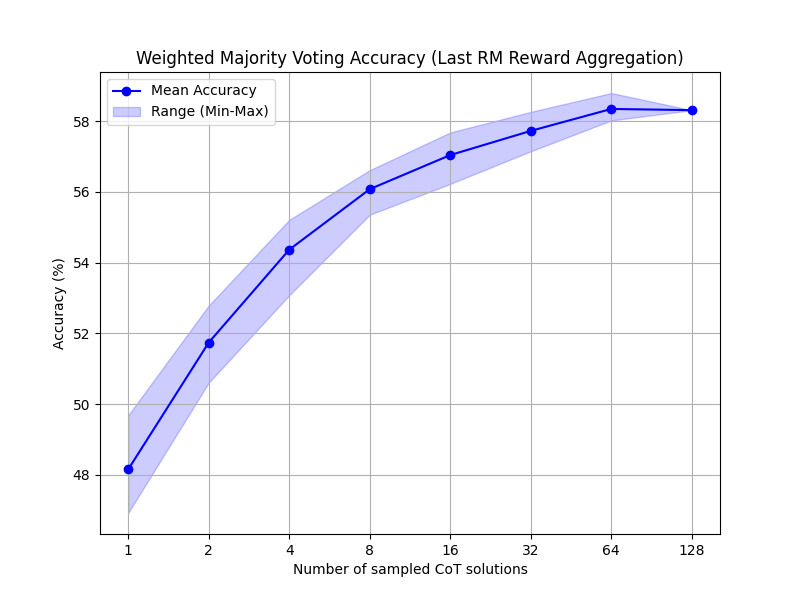 Weighted Majority Voting Accuracy (Last RM Reward Aggregation)
Mean Accuracy
Range (Min-Max)
Accuracy (%)
58
56
54
52
50
48
1 2 4 8 16 32 64 128
Number of sampled CoT solutions